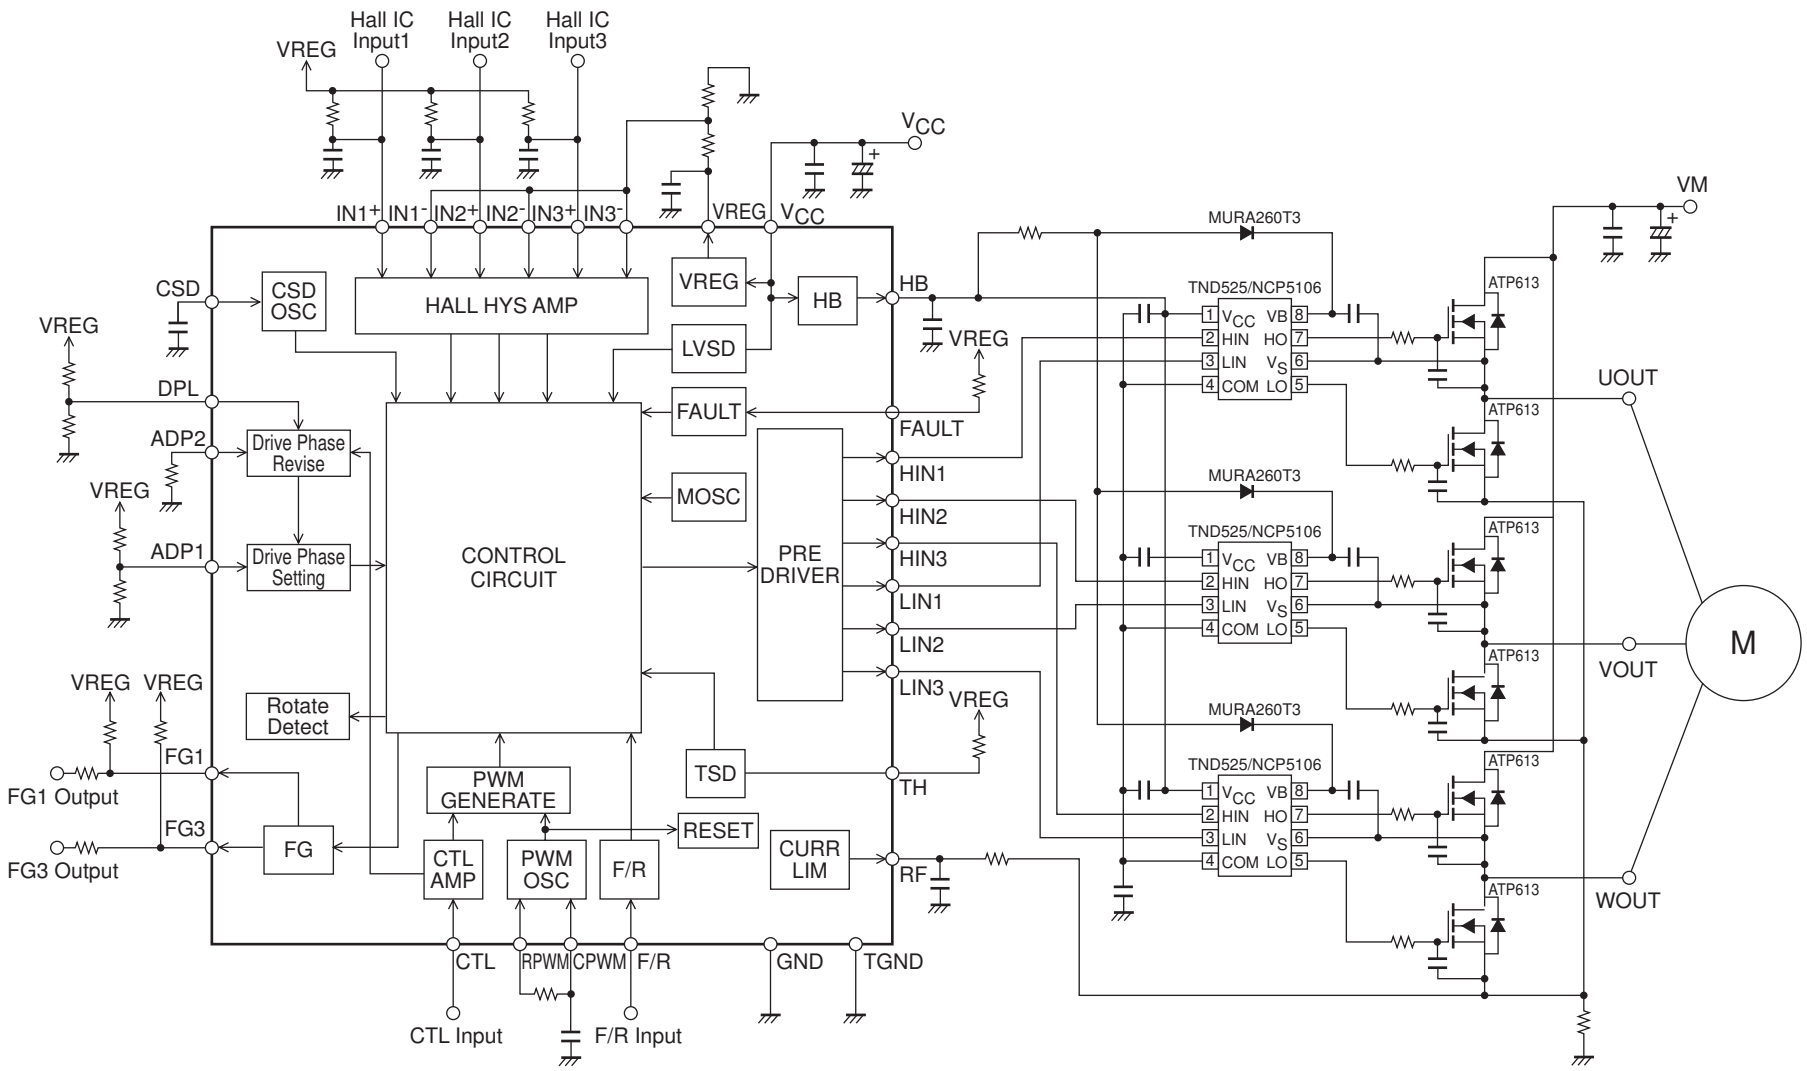 Hall IC Input1
Hall IC Input2
Hall IC Input3
VREG
VCC
+
VM
+
IN1+
IN1-
IN2+
IN2-
IN3+
IN3-
VREG
VCC
CSD
CSD OSC
HALL HYS AMP
VREG
HB
HB
LVSD
VREG
VREG
DPL
FAULT
FAULT
ADP2
Drive Phase Revise
VREG
MOSC
PRE DRIVER
HIN1
HIN2
HIN3
LIN1
LIN2
LIN3
ADP1
Drive Phase Setting
CONTROL CIRCUIT
VREG
VREG
Rotate Detect
FG1
FG1 Output
FG3
FG3 Output
FG
PWM GENERATE
TSD
TH
VREG
RESET
CTL AMP
PWM OSC
F/R
CURR LIM
RF
CTL
RPWM
CPWM
F/R
GND
TGND
CTL Input
F/R Input
MURA260T3
TND525/NCP5106
1 VCC VB 8
2 HIN HO 7
3 LIN VS 6
4 COM LO 5
ATP613
UOUT
ATP613
MURA260T3
TND525/NCP5106
1 VCC VB 8
2 HIN HO 7
3 LIN VS 6
4 COM LO 5
ATP613
VOUT
M
ATP613
MURA260T3
TND525/NCP5106
1 VCC VB 8
2 HIN HO 7
3 LIN VS 6
4 COM LO 5
ATP613
WOUT
ATP613